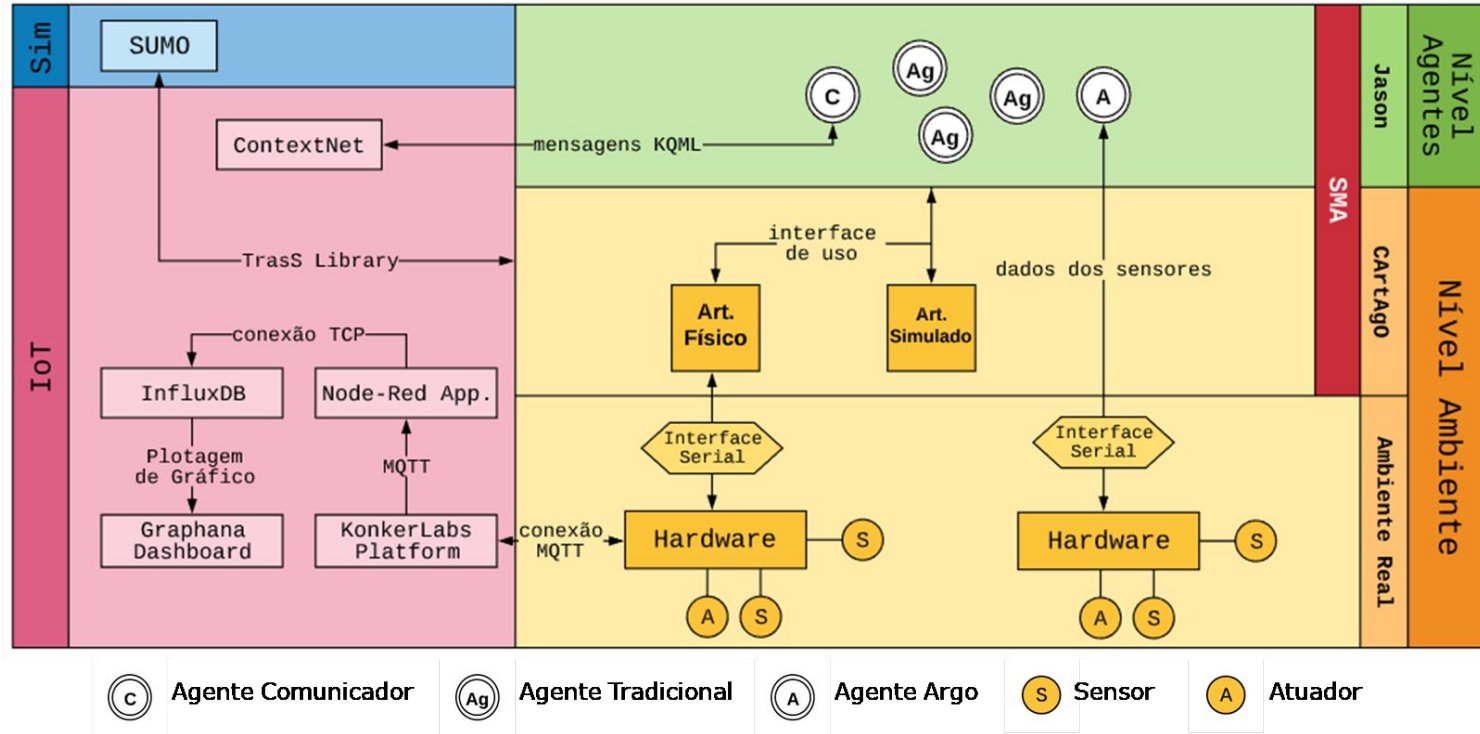 Sim
SUMO
IOT
ContextNet
mensagens KQML
C
Ag
Ag
Ag
A
TrasS Library
interface
de uso
dados dos sensores
Art.
Físico
Art.
Simulado
conexão TCP
InfluxDB
Node-Red App.
Plotagem
de Gráfico
MQTT
Graphana
Dashboard
KonkerLabs
Platform
conexão
MQTT
Interface
Serial
Hardware
S
A
S
Interface
Serial
Hardware
S
A
S
SMA
Jason
CArtAgO
Ambiente Real
Nível
Agentes
Nível Ambiente
C
Agente Comunicador
Ag
Agente Tradicional
A
Agente Argo
S
Sensor
A
Atuador